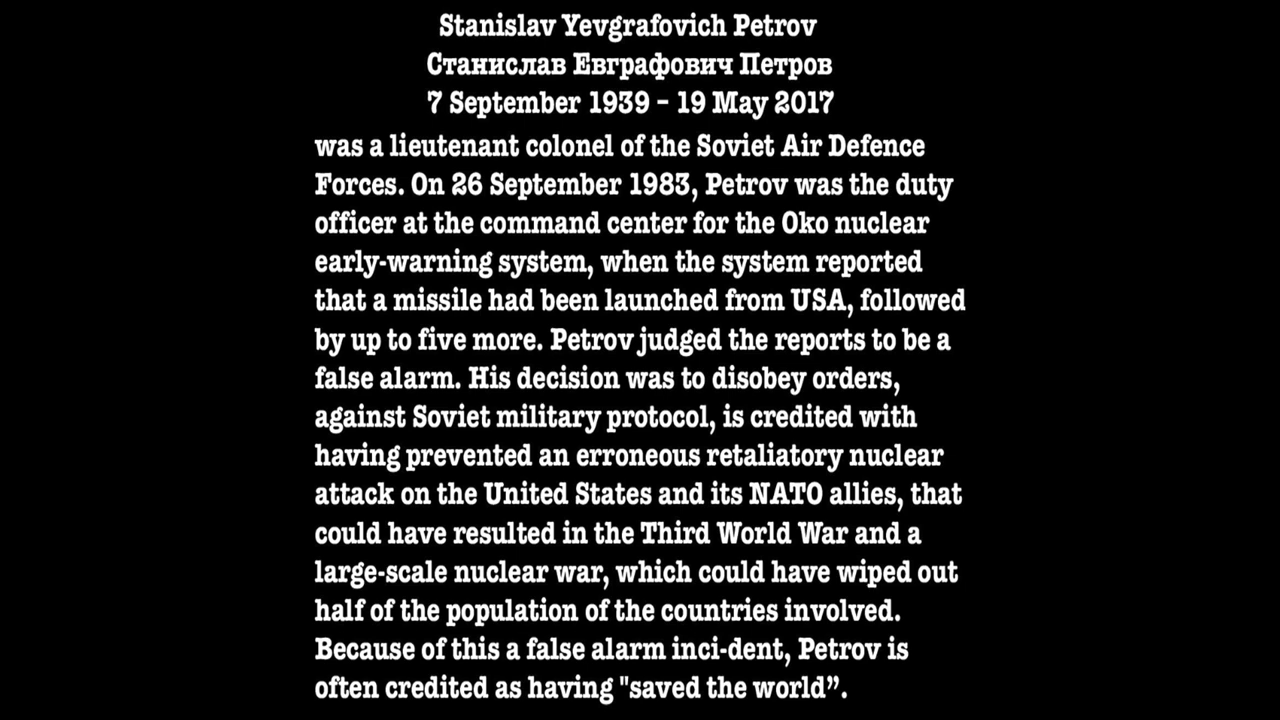 Stanislav Yevgrafovich Petrov
Станислав Евграфович Петров
7 September 1939 – 19 May 2017
was a lieutenant colonel of the Soviet Air Defence
Forces. On 26 September 1983, Petrov was the duty
officer at the command center for the Oko nuclear
early-warning system, when the system reported
that a missile had been launched from USA, followed
by up to five more. Petrov judged the reports to be a
false alarm. His decision was to disobey orders,
against Soviet military protocol, is credited with
having prevented an erroneous retaliatory nuclear
attack on the United States and its NATO allies, that
could have resulted in the Third World War and a
large-scale nuclear war, which could have wiped out
half of the population of the countries involved.
Because of this a false alarm inci-dent, Petrov is
often credited as having "saved the world”.